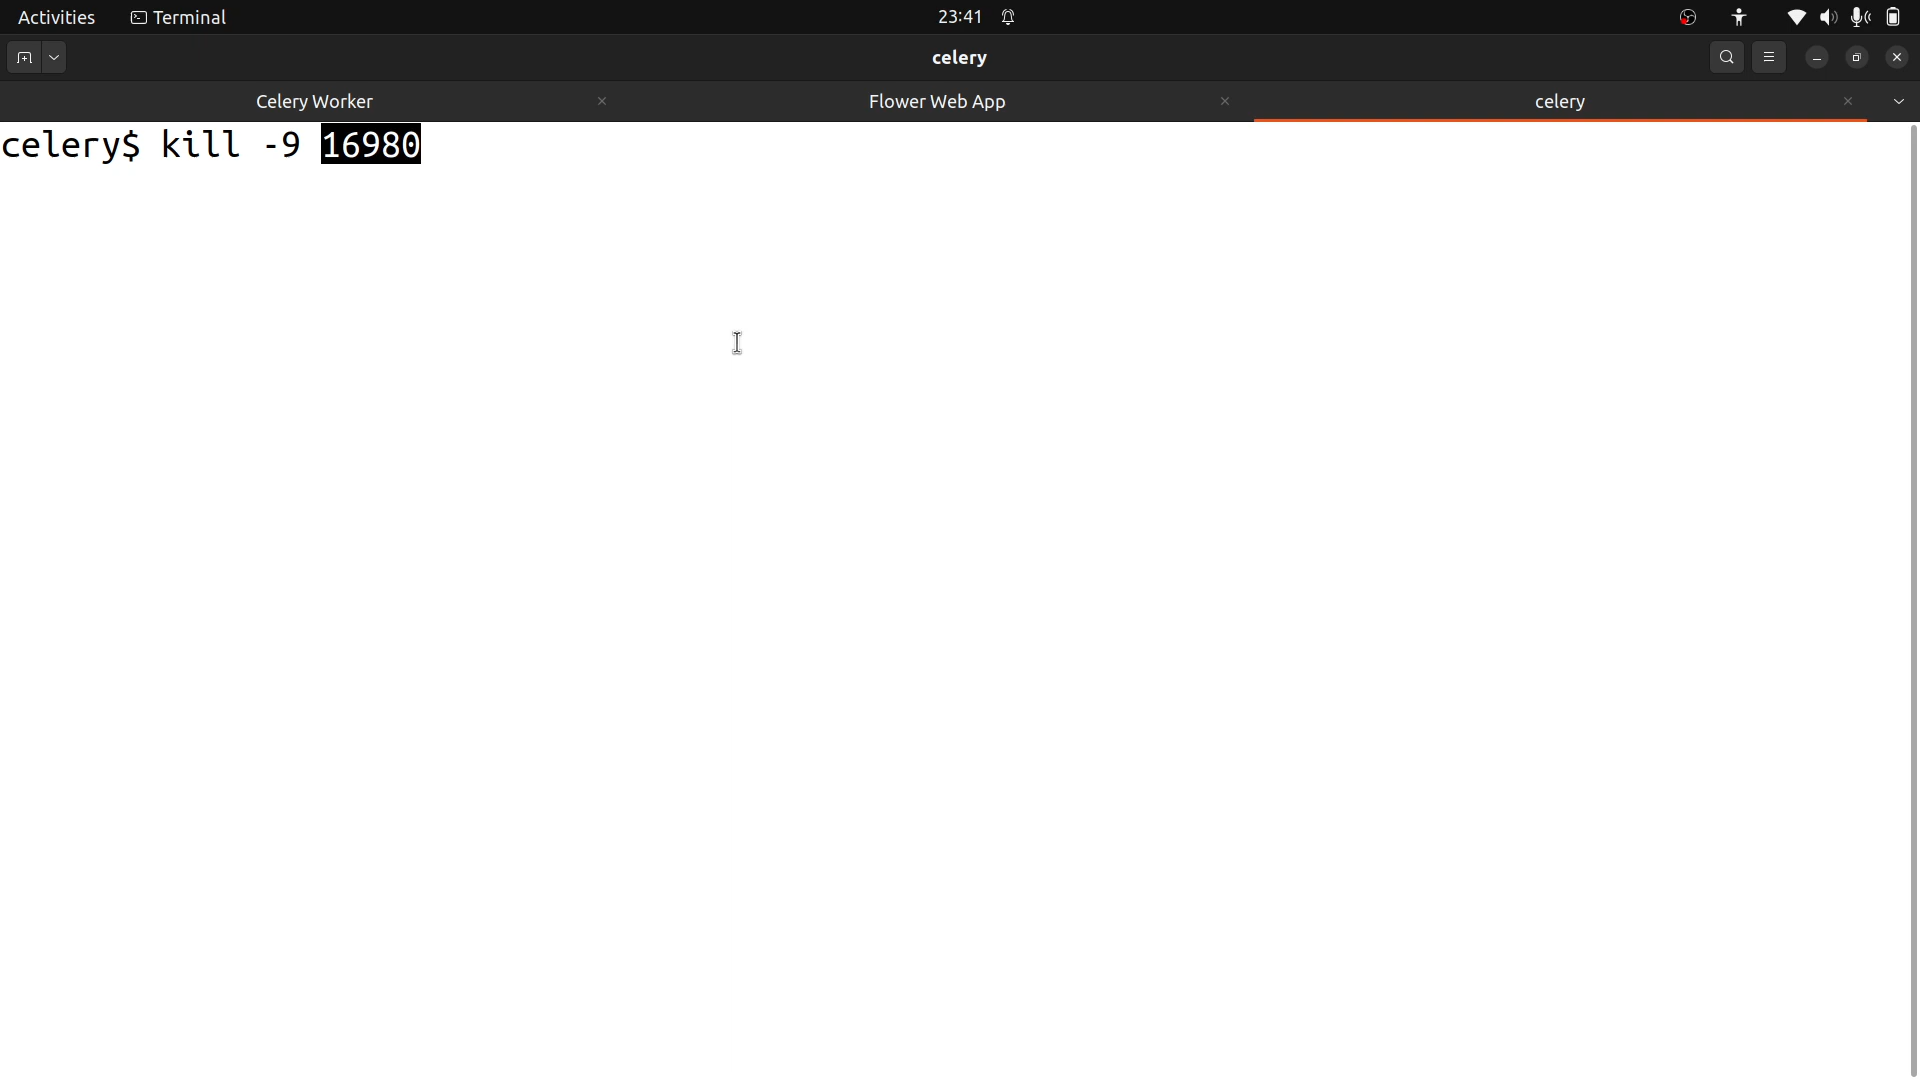 Activities Terminal 23:41
celery
Celery Worker Flower Web App celery
celery$ kill -9 16980